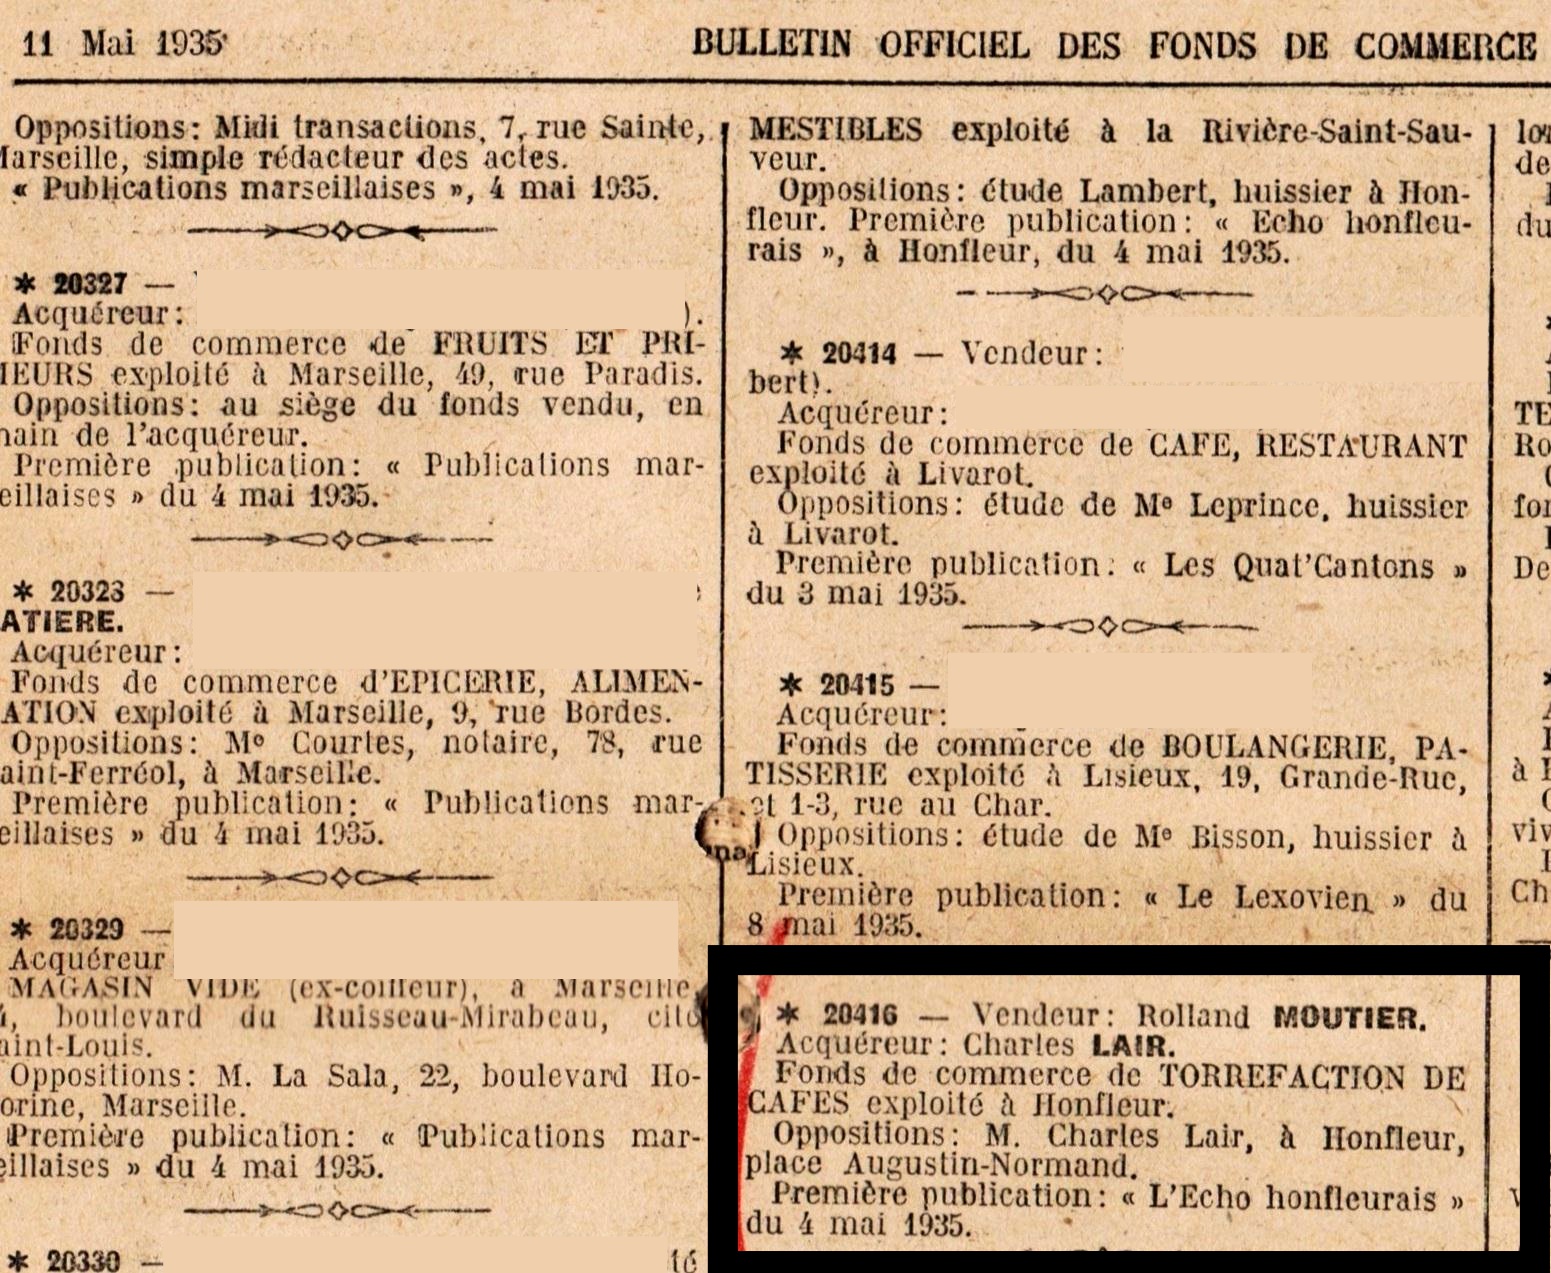 11 Mai 1935
BULLETIN OFFICIEL DES FONDS DE COMMERCE
Oppositions: Midi transactions, 7, rue Sainte,
Marseille, simple rédacteur des actes.
« Publications marseillaises », 4 mai 1935.
✱ 20327 —
Acquéreur: ).
Fonds de commerce de FRUITS ET PRI-
MEURS exploité à Marseille, 49, rue Paradis.
Oppositions: au siège du fonds vendu, en
main de l'acquéreur.
Première publication: « Publications mar-
seillaises » du 4 mai 1935.
✱ 20328 —
ATIERE.
Acquéreur:
Fonds de commerce d'EPICERIE, ALIMEN-
TATION exploité à Marseille, 9, rue Bordes.
Oppositions: Mᵉ Courtes, notaire, 78, rue
Saint-Ferréol, à Marseille.
Première publication: « Publications mar-
seillaises » du 4 mai 1935.
✱ 20329 —
Acquéreur
MAGASIN VIDE (ex-coiffeur), à Marseille,
4, boulevard du Ruisseau-Mirabeau, cité
Saint-Louis.
Oppositions: M. La Sala, 22, boulevard Ho-
norine, Marseille.
Première publication: « Publications mar-
seillaises » du 4 mai 1935.
✱ 20330 — té
MESTIBLES exploité à la Rivière-Saint-Sau-
veur.
Oppositions: étude Lambert, huissier à Hon-
fleur. Première publication: « Echo honfleu-
rais », à Honfleur, du 4 mai 1935.
✱ 20414 — Vendeur:
bert).
Acquéreur:
Fonds de commerce de CAFE, RESTAURANT
exploité à Livarot.
Oppositions: étude de Mᵉ Leprince, huissier
à Livarot.
Première publication: « Les Quat'Cantons »
du 3 mai 1935.
✱ 20415 —
Acquéreur:
Fonds de commerce de BOULANGERIE, PA-
TISSERIE exploité à Lisieux, 19, Grande-Rue,
et 1-3, rue au Char.
Oppositions: étude de Mᵉ Bisson, huissier à
Lisieux.
Première publication: « Le Lexovien » du
8 mai 1935.
✱ 20416 — Vendeur: Rolland MOUTIER.
Acquéreur: Charles LAIR.
Fonds de commerce de TORREFACTION DE
CAFES exploité à Honfleur.
Oppositions: M. Charles Lair, à Honfleur,
place Augustin-Normand.
Première publication: « L'Echo honfleurais »
du 4 mai 1935.